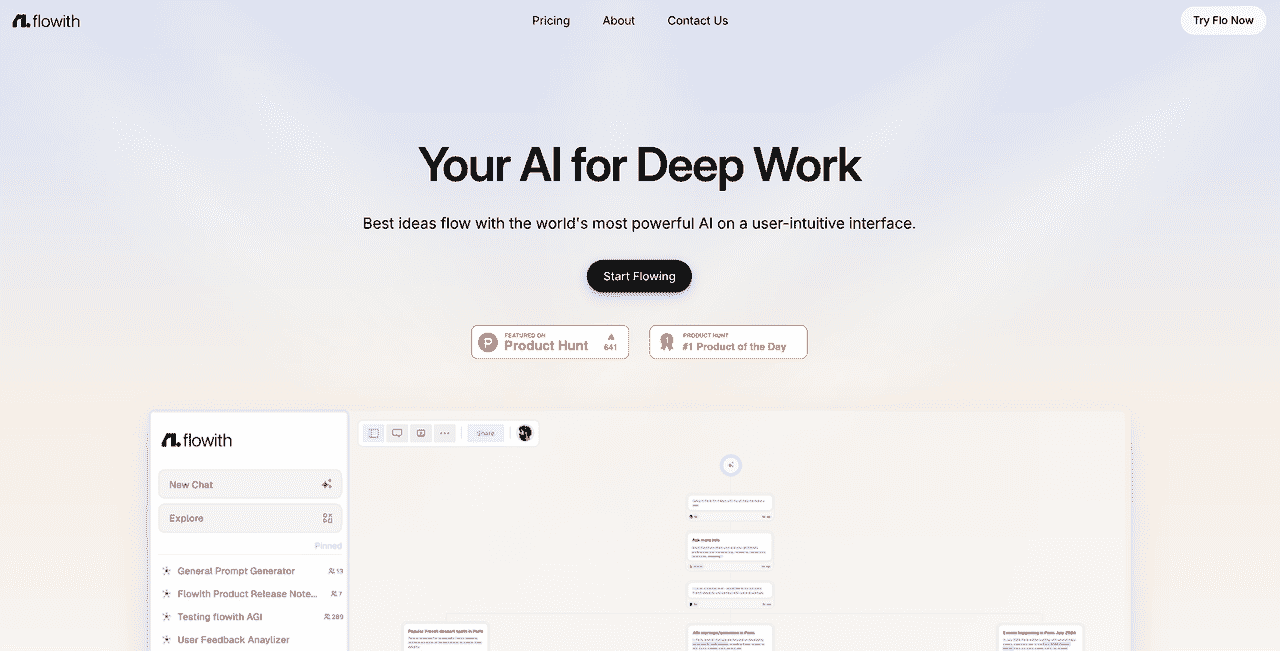 flowith
Pricing
About
Contact Us
Try Flo Now
Your AI for Deep Work
Best ideas flow with the world's most powerful AI on a user-intuitive interface.
Start Flowing
FEATURED ON
Product Hunt
641
PRODUCT HUNT
#1 Product of the Day
flowith
Share
New Chat
Explore
Pinned
General Prompt Generator
13
Flowith Product Release Note...
7
Testing flowith AGI
289
User Feedback Anaylizer